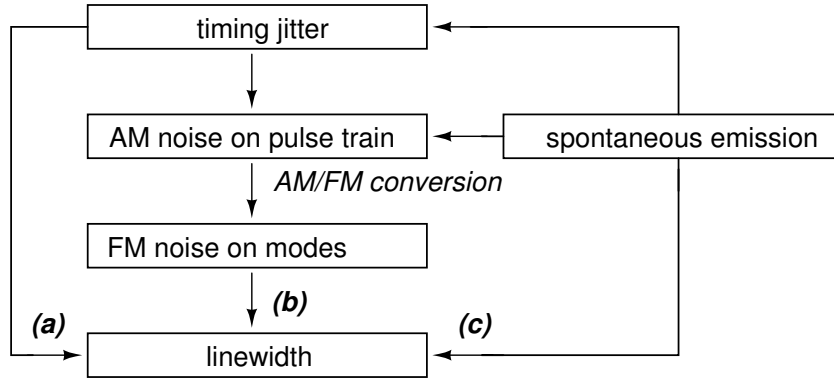 timing jitter
AM noise on pulse train
spontaneous emission
AM/FM conversion
FM noise on modes
(b)
(a)
(c)
linewidth